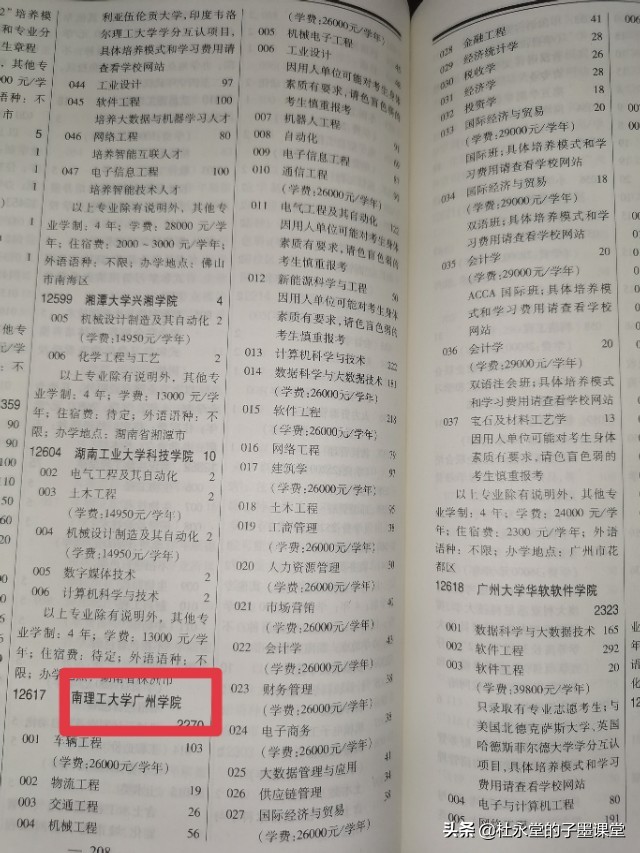 2”培养模
和专业分
生章程
其他专
000元/学
语种：不
市
5
1
1
1
1
1
1
359
90
100
90
90
100
80
利亚伍伦贡大学，印度韦洛
尔理工大学学分互认项目，
具体培养模式和学习费用请
查看学校网站
044 工业设计 97
045 软件工程 100
培养大数据与机器学习人才
046 网络工程 80
培养智能互联人才
047 电子信息工程 100
培养智能技术人才
以上专业除有说明外，其他专
业学制：4 年；学费：28000 元/学
年；住宿费：2000～3000 元/学年；
外语语种：不限；办学地点：佛山
市南海区
12599 湘潭大学兴湘学院 4
005 机械设计制造及其自动化 2
(学费:14950元/学年)
006 化学工程与工艺 2
以上专业除有说明外，其他专
业学制：4 年；学费：13000 元/学
年；住宿费：待定；外语语种：不
限；办学地点：湖南省湘潭市
12604 湖南工业大学科技学院 10
002 电气工程及其自动化 2
003 土木工程 2
(学费:14950元/学年)
004 机械设计制造及其自动化 2
(学费:14950元/学年)
005 数字媒体技术 2
006 计算机科学与技术 2
以上专业除有说明外，其他专
业学制：4 年；学费：13000 元/学
年；住宿费：待定；外语语种：不
限；办学地点：湖南省株洲市
12617 南理工大学广州学院
2270
001 车辆工程 103
(学费:26000元/学年)
002 物流工程 19
003 交通工程 26
004 机械工程 56
— 208
(学费:26000元/学年)
005 机械电子工程
006 工业设计
因用人单位可能对考生身体
素质有要求，请色盲色弱的
考生慎重报考
007 机器人工程
008 自动化
009 电子信息工程
010 通信工程
(学费:26000元/学年)
011 电气工程及其自动化
因用人单位可能对考生身体
素质有要求，请色盲色弱的
考生慎重报考
012 新能源科学与工程
因用人单位可能对考生身体
素质有要求，请色盲色弱的
考生慎重报考
013 计算机科学与技术 222
014 数据科学与大数据技术
(学费:26000元/学年)
015 软件工程
(学费:26000元/学年)
016 网络工程
017 建筑学
(学费:26000元/学年)
018 土木工程
019 工商管理
(学费:26000元/学年)
020 人力资源管理
(学费:26000元/学年)
021 市场营销
(学费:26000元/学年)
022 会计学
(学费:26000元/学年)
023 财务管理
(学费:26000元/学年)
024 电子商务
(学费:26000元/学年)
025 大数据管理与应用
026 供应链管理
027 国际经济与贸易
(学费:26000元/学年)
41
028 金融工程
029 经济统计学 26
030 税收学 28
031 经济学 28
032 投资学
033 国际经济与贸易 20
(学费:29000元/学年)
国际班；具体培养模式和学
习费用请查看学校网站
034 国际经济与贸易 18
(学费:29000元/学年)
双语班；具体培养模式和学
习费用请查看学校网站
035 会计学 20
(学费:29000元/学年)
ACCA 国际班；具体培养模
式和学习费用请查看学校
网站
036 会计学 20
(学费:29000元/学年)
双语注会班；具体培养模式
和学习费用请查看学校网站
037 宝石及材料工艺学 13
因用人单位可能对考生身体
素质有要求，请色盲色弱的
考生慎重报考
以上专业除有说明外，其他专
业学制：4 年；学费：24000 元/学
年；住宿费：2300 元/学年；外语
语种：不限；办学地点：广州市花
都区
12618 广州大学华软软件学院
2323
001 数据科学与大数据技术 165
002 软件工程 292
003 软件工程 20
(学费:39800元/学年)
只录取有专业志愿考生；与
美国北德克萨斯大学、英国
哈德斯菲尔德大学学分互认
项目，具体培养模式和学习
费用请查看学校网站
004 电子与计算机工程 80
005 网络工程 191
头条 @杜永堂的子墨课堂